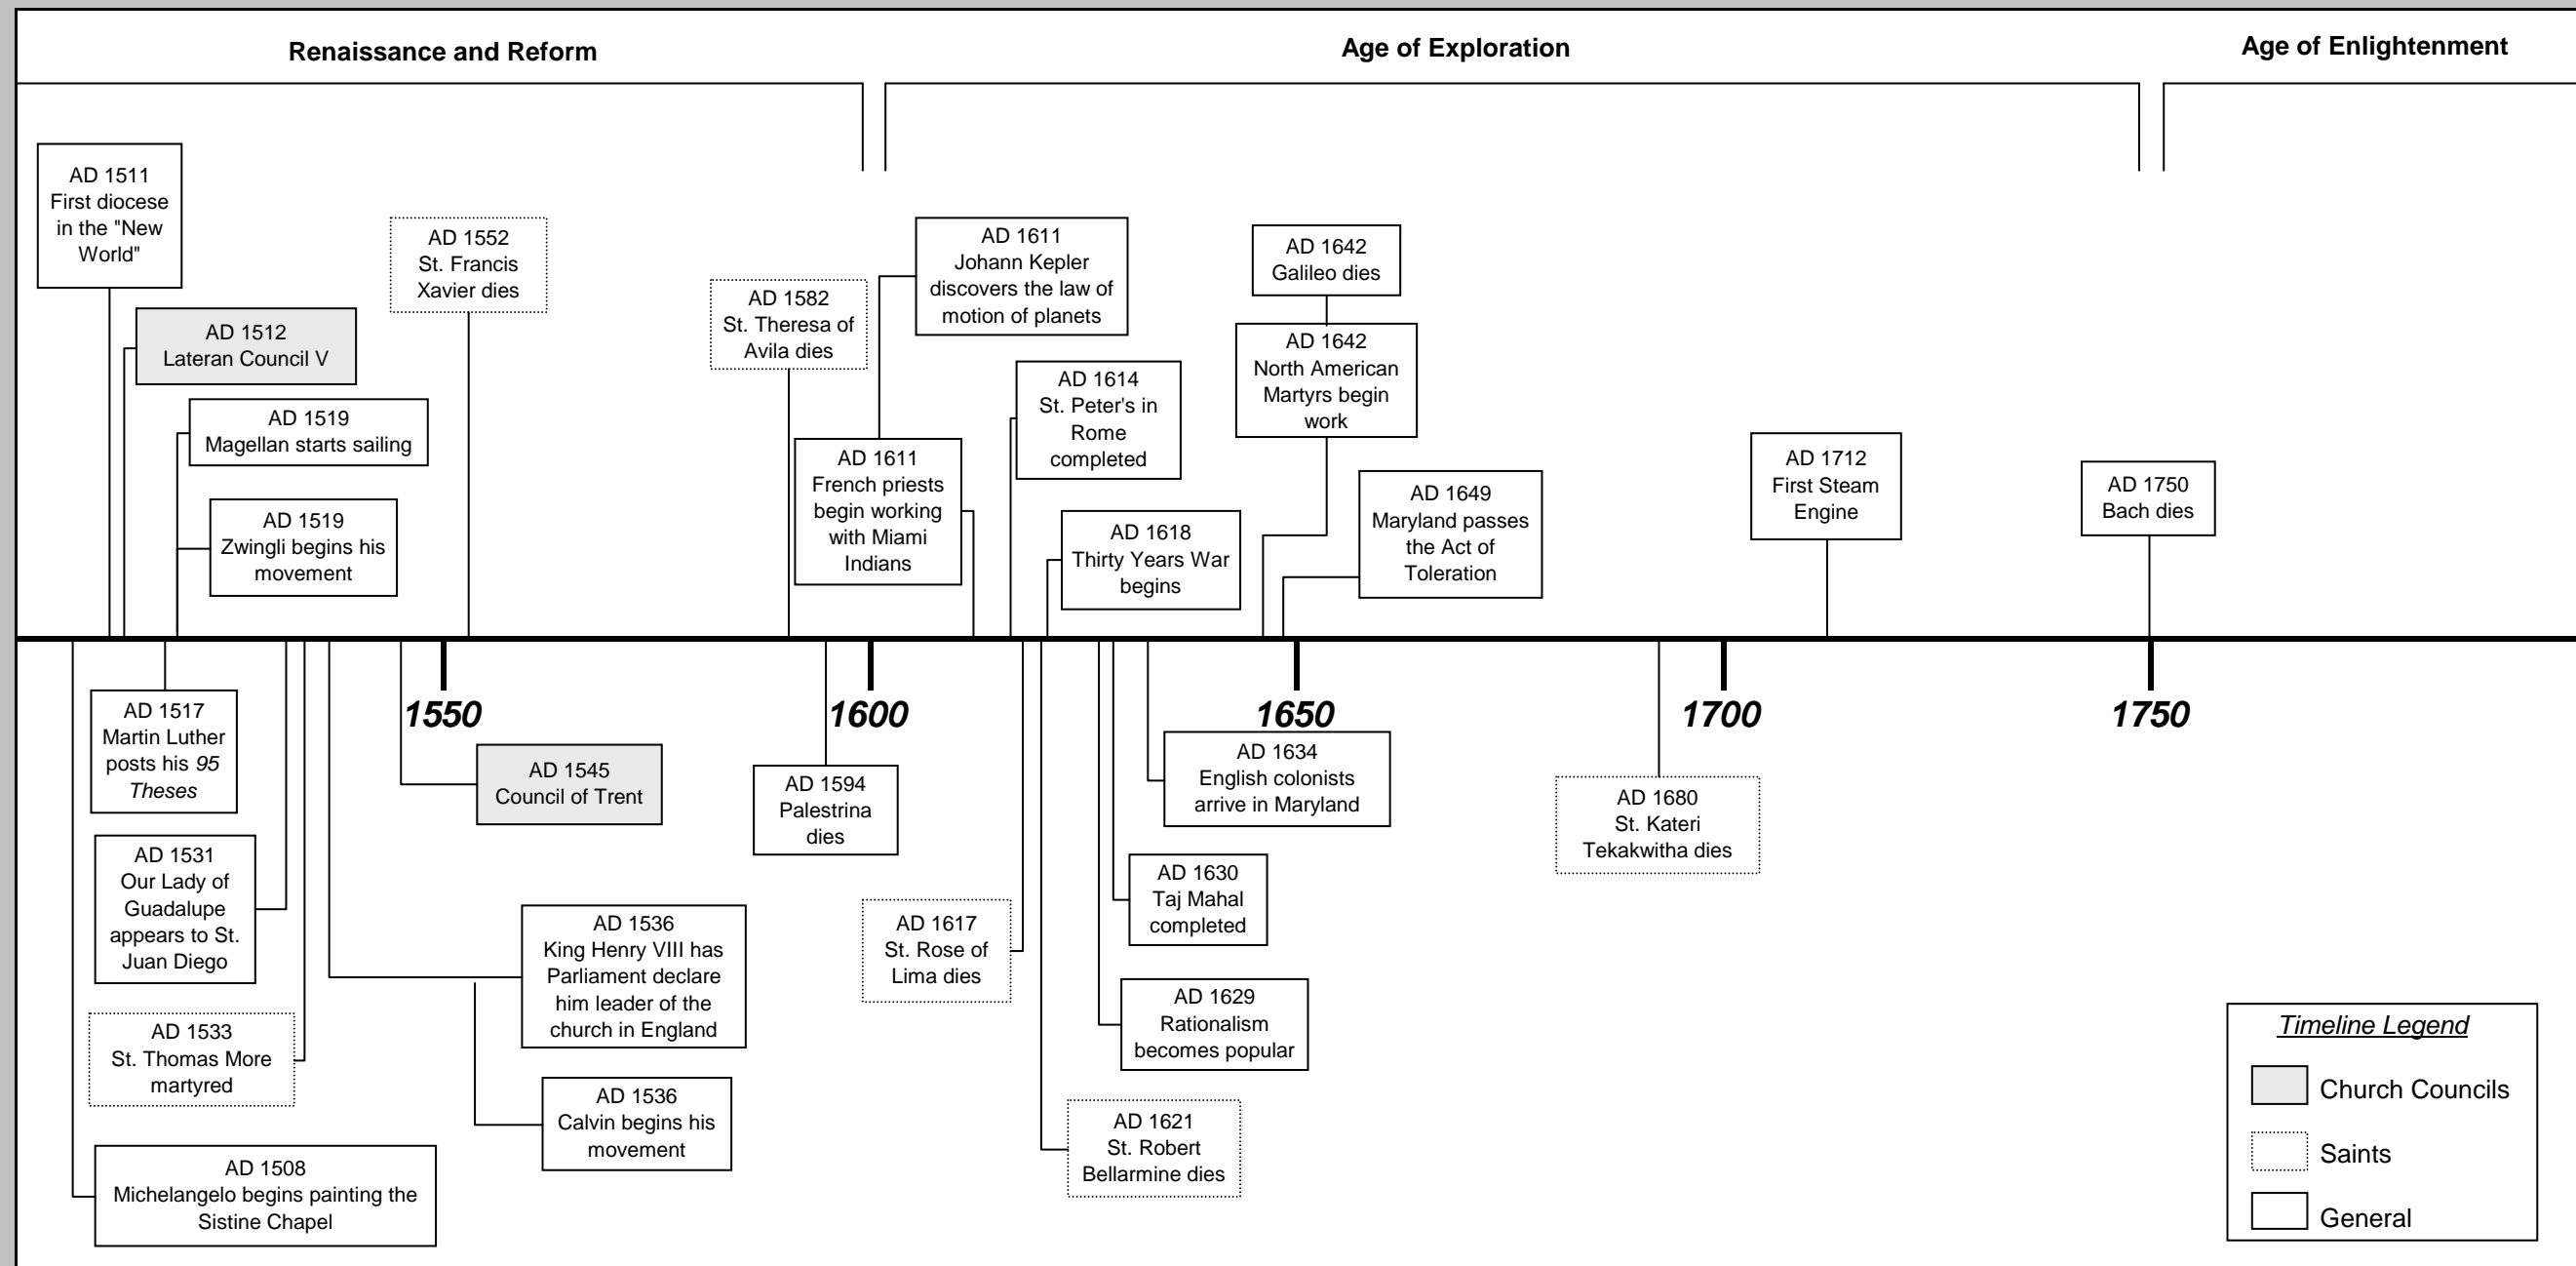 Renaissance and Reform
Age of Exploration
Age of Enlightenment
AD 1511
First diocese
in the "New
World"
AD 1512
Lateran Council V
AD 1519
Magellan starts sailing
AD 1519
Zwingli begins his
movement
AD 1552
St. Francis
Xavier dies
AD 1582
St. Theresa of
Avila dies
AD 1611
Johann Kepler
discovers the law of
motion of planets
AD 1611
French priests
begin working
with Miami
Indians
AD 1614
St. Peter's in
Rome
completed
AD 1618
Thirty Years War
begins
AD 1642
Galileo dies
AD 1642
North American
Martyrs begin
work
AD 1649
Maryland passes
the Act of
Toleration
AD 1712
First Steam
Engine
AD 1750
Bach dies
1550
1600
1650
1700
1750
AD 1517
Martin Luther
posts his 95
Theses
AD 1531
Our Lady of
Guadalupe
appears to St.
Juan Diego
AD 1533
St. Thomas More
martyred
AD 1508
Michelangelo begins painting the
Sistine Chapel
AD 1545
Council of Trent
AD 1536
King Henry VIII has
Parliament declare
him leader of the
church in England
AD 1536
Calvin begins his
movement
AD 1594
Palestrina
dies
AD 1617
St. Rose of
Lima dies
AD 1634
English colonists
arrive in Maryland
AD 1630
Taj Mahal
completed
AD 1629
Rationalism
becomes popular
AD 1621
St. Robert
Bellarmine dies
AD 1680
St. Kateri
Tekakwitha dies
Timeline Legend
Church Councils
Saints
General